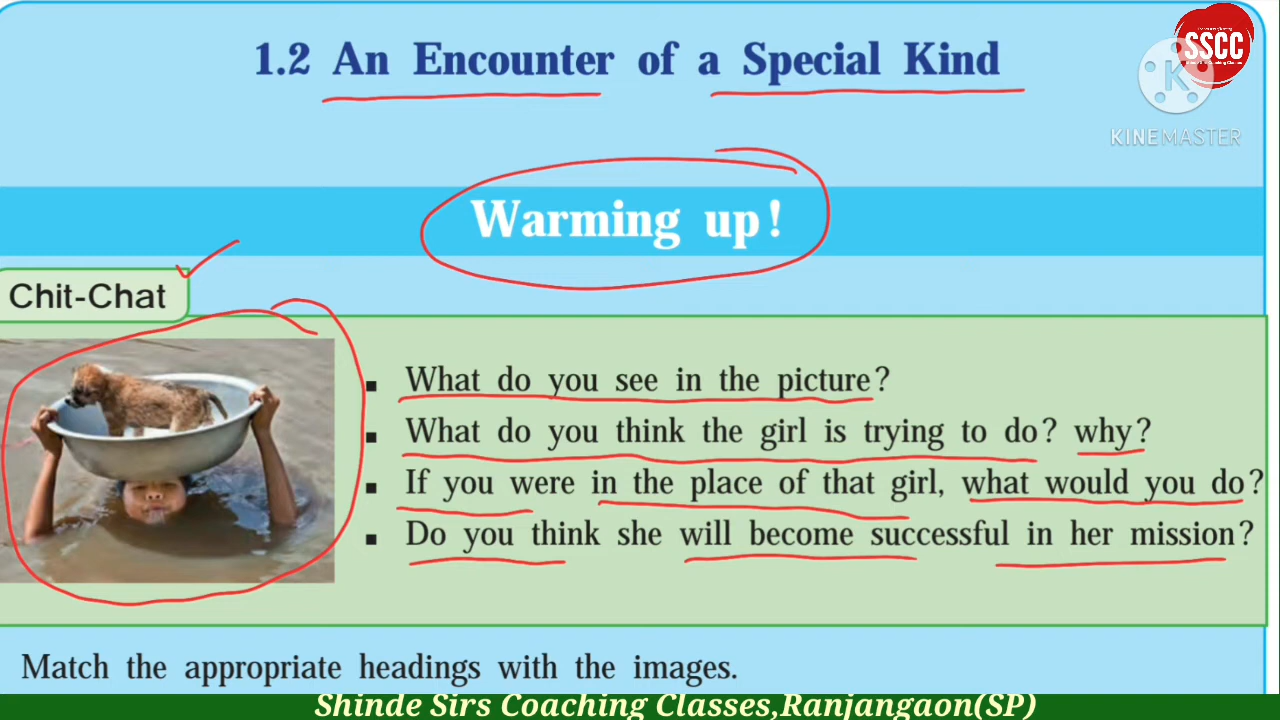 SSCC
1.2 An Encounter of a Special Kind
KINEMASTER
Warming up!
Chit-Chat
▪ What do you see in the picture?
▪ What do you think the girl is trying to do? why?
▪ If you were in the place of that girl, what would you do?
▪ Do you think she will become successful in her mission?
Match the appropriate headings with the images.
Shinde Sirs Coaching Classes,Ranjangaon(SP)